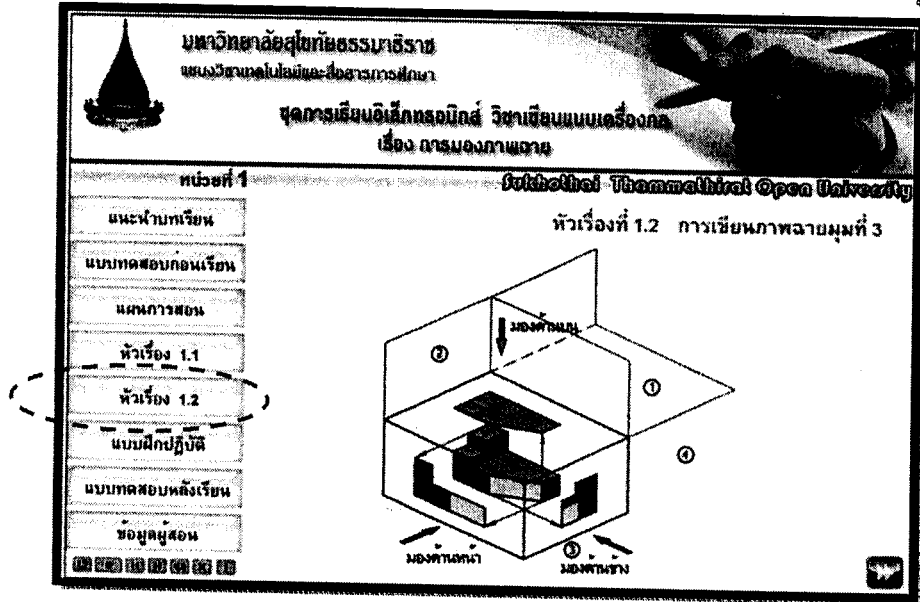 มหาวิทยาลัยสุโขทัยธรรมาธิราช
แขนงวิชาเทคโนโลยีและสื่อสารการศึกษา
ชุดการเรียนอิเล็กทรอนิกส์ วิชาเขียนแบบเครื่องกล
เรื่อง การมองภาพฉาย
หน่วยที่ 1
Sukhothai Thammathirat Open University
แนะนำบทเรียน
แบบทดสอบก่อนเรียน
แผนการสอน
หัวเรื่อง 1.1
หัวเรื่อง 1.2
แบบฝึกปฏิบัติ
แบบทดสอบหลังเรียน
ข้อมูลผู้สอน
หัวเรื่องที่ 1.2 การเขียนภาพฉายมุมที่ 3
มองด้านบน
②
①
④
③
มองด้านหน้า
มองด้านข้าง